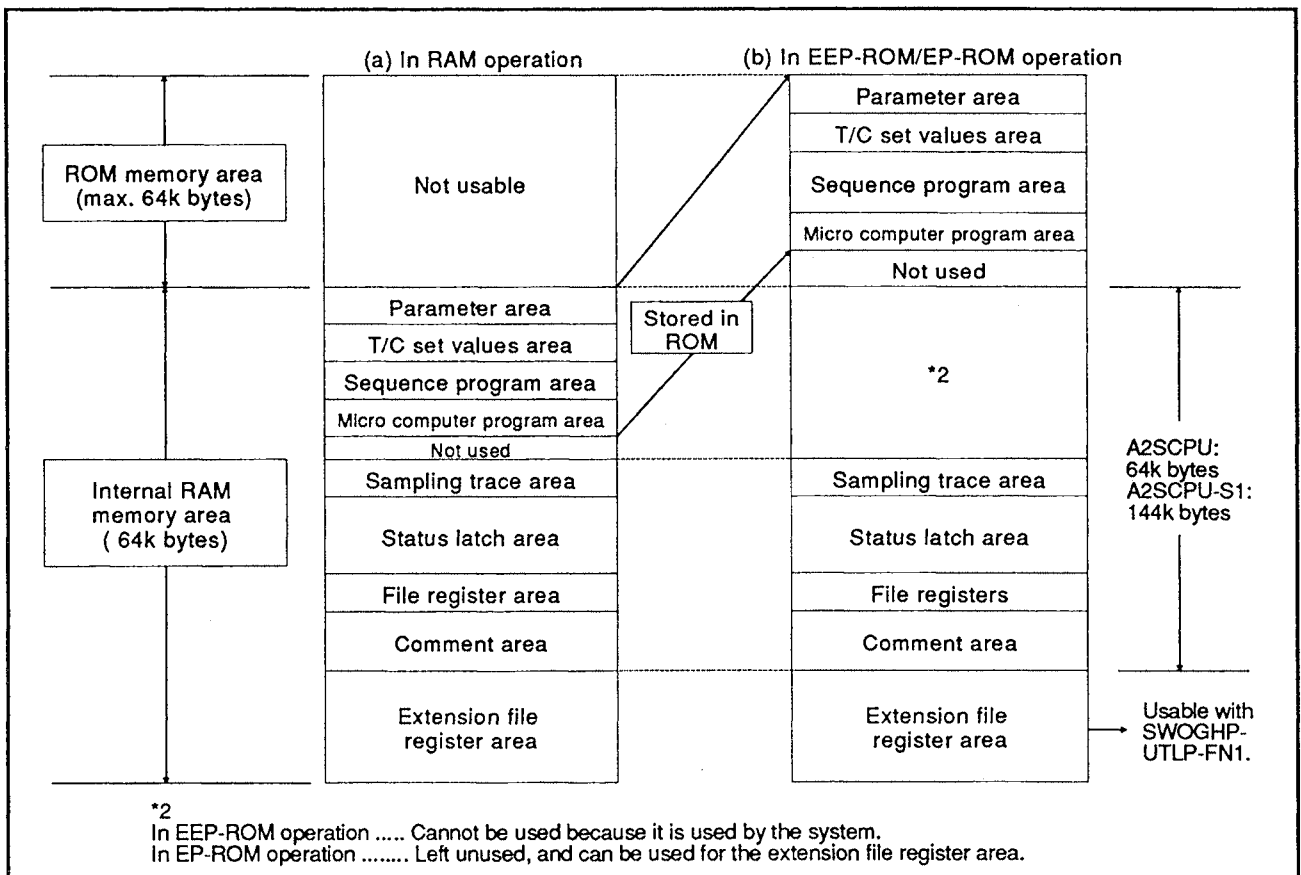 (a) In RAM operation
(b) In EEP-ROM/EP-ROM operation
ROM memory area
(max. 64k bytes)
Not usable
Parameter area
T/C set values area
Sequence program area
Micro computer program area
Not used
Internal RAM
memory area
( 64k bytes)
Parameter area
T/C set values area
Sequence program area
Micro computer program area
Not used
Sampling trace area
Status latch area
File register area
Comment area
Extension file
register area
Stored in
ROM
*2
Sampling trace area
Status latch area
File registers
Comment area
Extension file
register area
A2SCPU:
64k bytes
A2SCPU-S1:
144k bytes
Usable with
SWOGHP-
UTLP-FN1.
*2
In EEP-ROM operation ..... Cannot be used because it is used by the system.
In EP-ROM operation ........ Left unused, and can be used for the extension file register area.